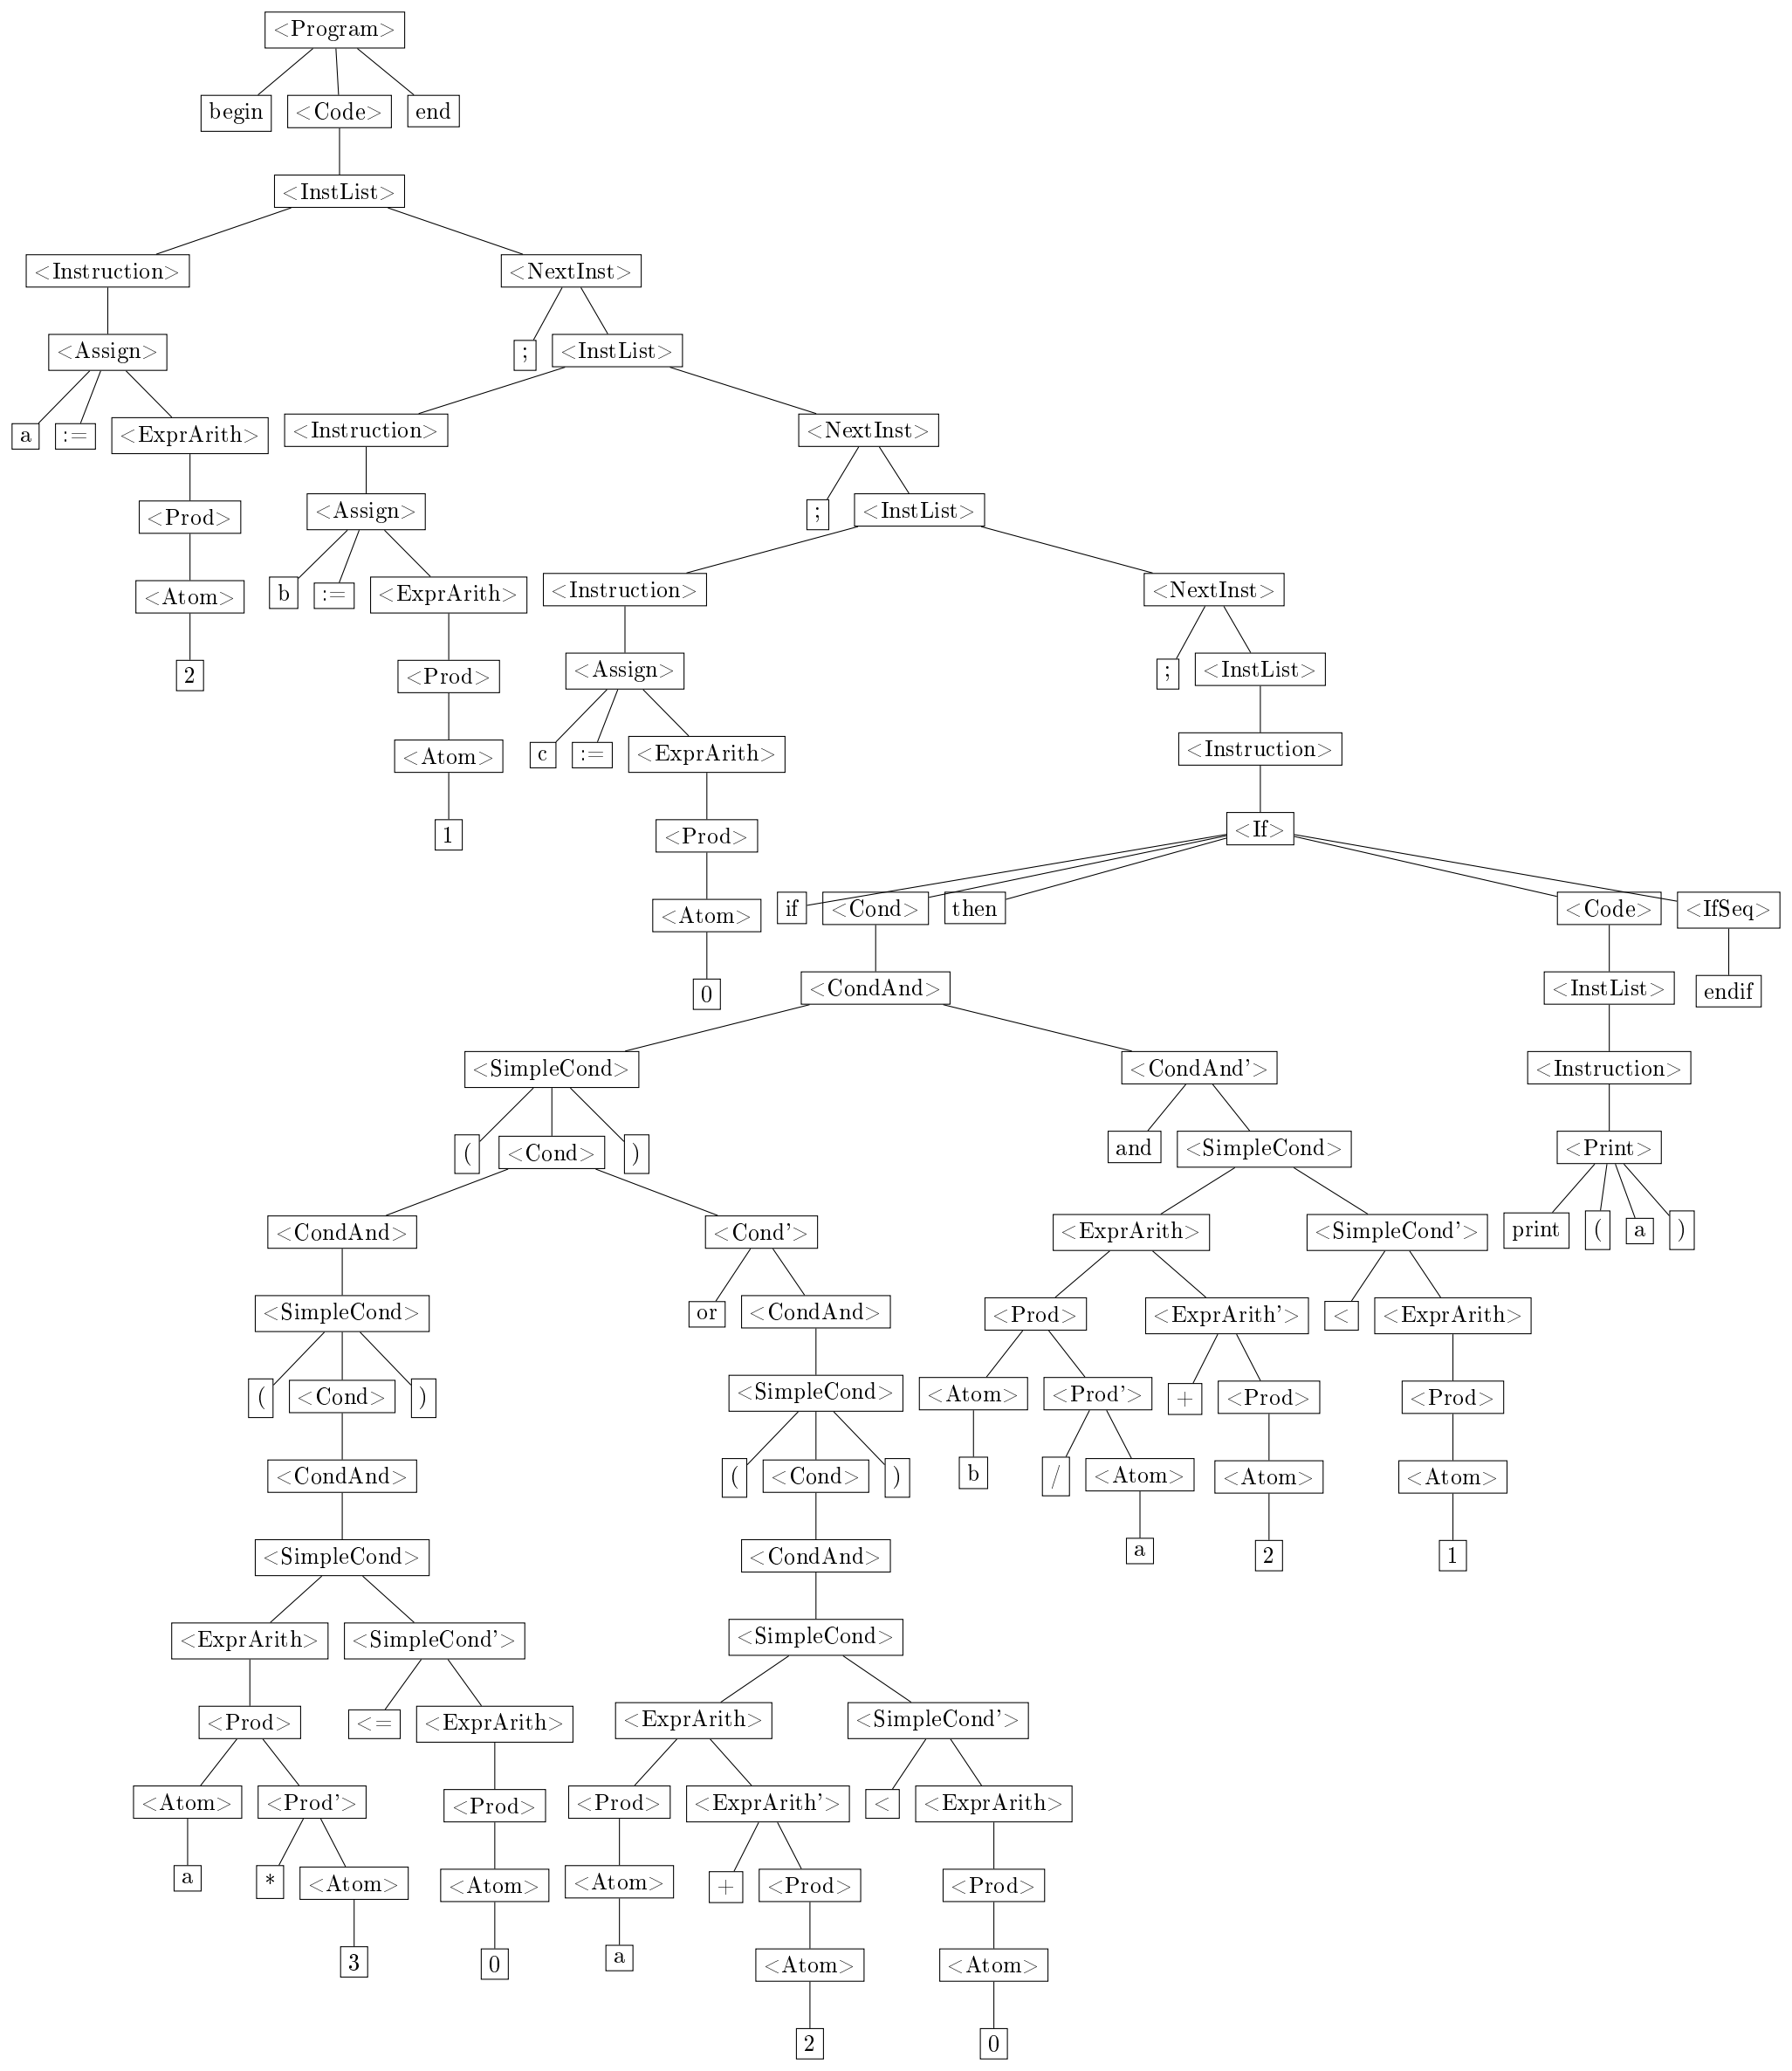 <Program>
begin <Code> end
<InstList>
<Instruction> <NextInst>
<Assign> ; <InstList>
a := <ExprArith> <Instruction> <NextInst>
<Prod> <Assign> ; <InstList>
<Atom> b := <ExprArith> <Instruction> <NextInst>
2 <Prod> <Assign> ; <InstList>
<Atom> c := <ExprArith> <Instruction>
1 <Prod> <If>
<Atom> if <Cond> then <Code> <IfSeq>
0 <CondAnd> <InstList> endif
<SimpleCond> <CondAnd'> <Instruction>
( <Cond> ) and <SimpleCond> <Print>
<CondAnd> <Cond'> <ExprArith> <SimpleCond'> print ( a )
<SimpleCond> or <CondAnd> <Prod> <ExprArith'> < <ExprArith>
( <Cond> ) <SimpleCond> <Atom> <Prod'> + <Prod> <Prod>
<CondAnd> ( <Cond> ) b / <Atom> <Atom> <Atom>
<SimpleCond> <CondAnd> a 2 1
<ExprArith> <SimpleCond'> <SimpleCond>
<Prod> <= <ExprArith> <ExprArith> <SimpleCond'>
<Atom> <Prod'> <Prod> <Prod> <ExprArith'> < <ExprArith>
a * <Atom> <Atom> <Atom> + <Prod> <Prod>
3 0 a <Atom> <Atom>
2 0